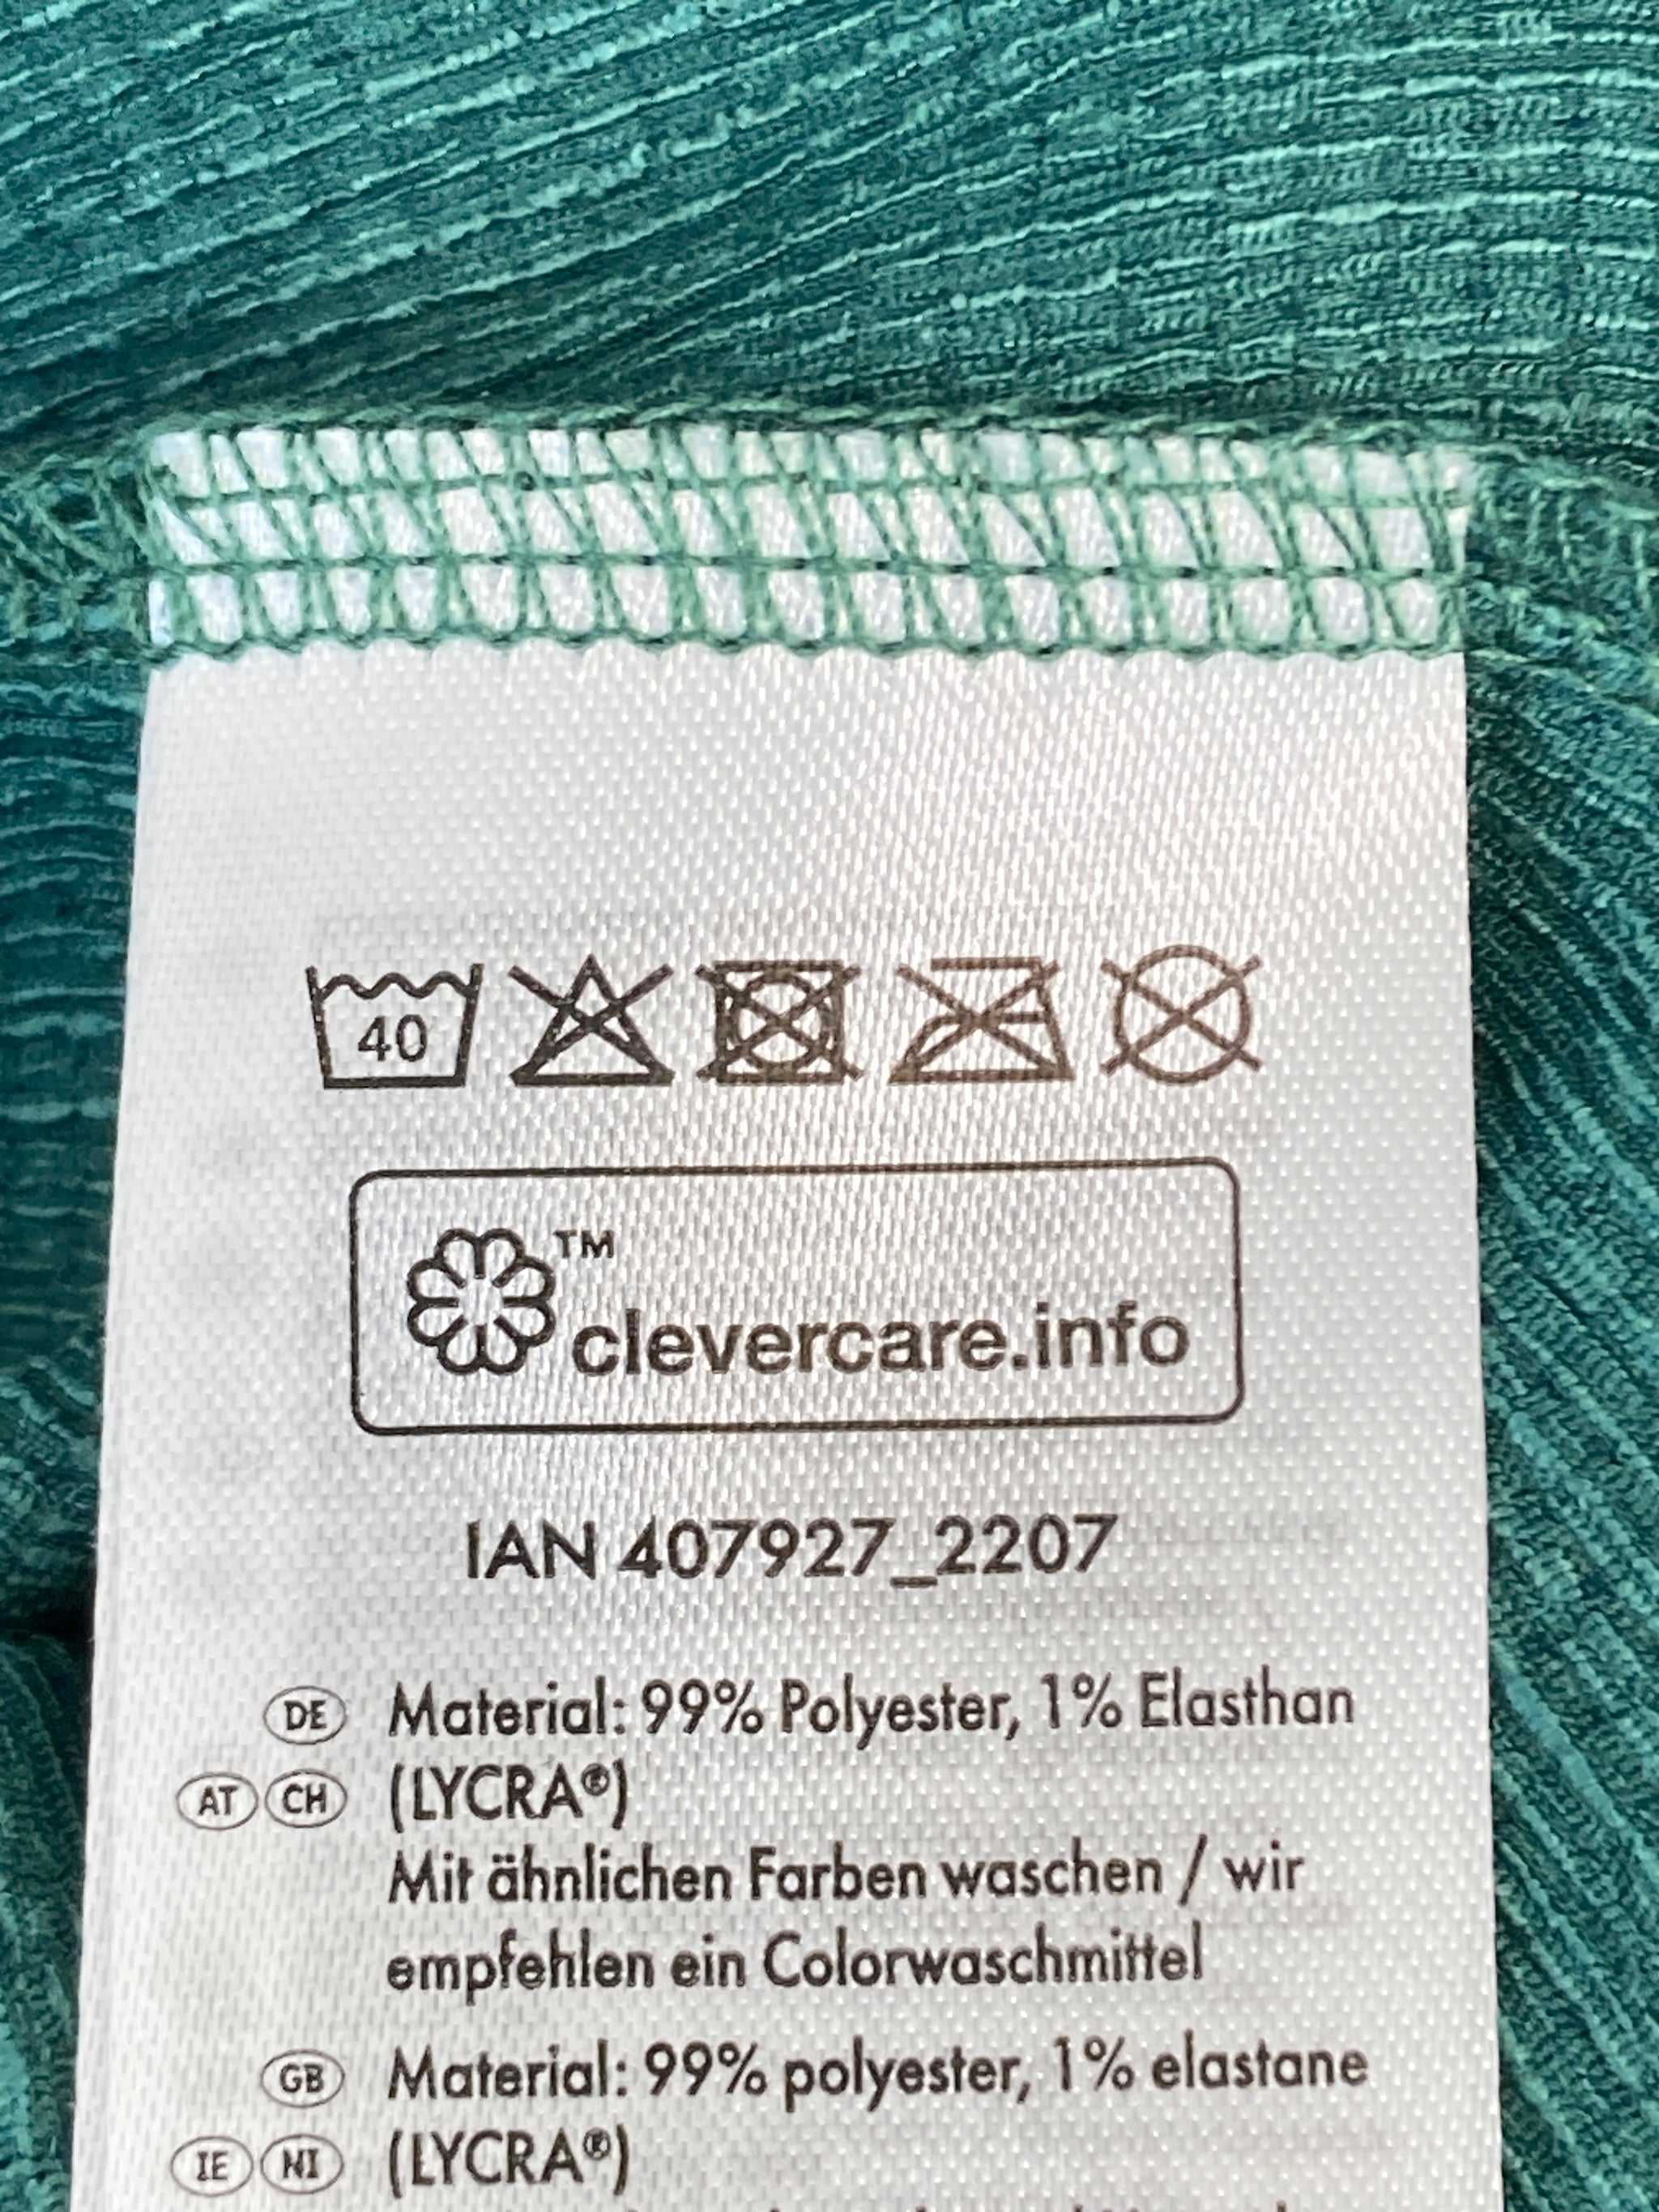 40
™
clevercare.info
IAN 407927_2207
DE Material: 99% Polyester, 1% Elasthan
AT CH (LYCRA®)
Mit ähnlichen Farben waschen / wir
empfehlen ein Colorwaschmittel
GB Material: 99% polyester, 1% elastane
IE NI (LYCRA®)